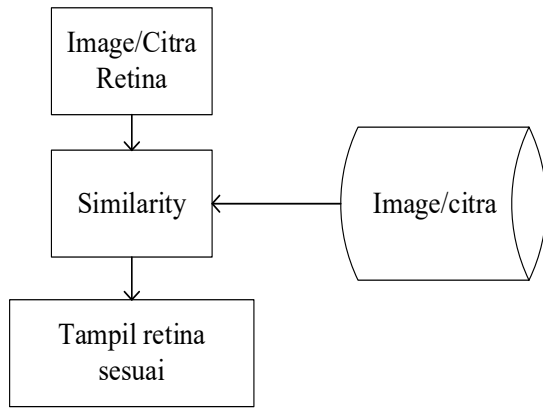 Image/Citra
Retina
Similarity
Image/citra
Tampil retina
sesuai